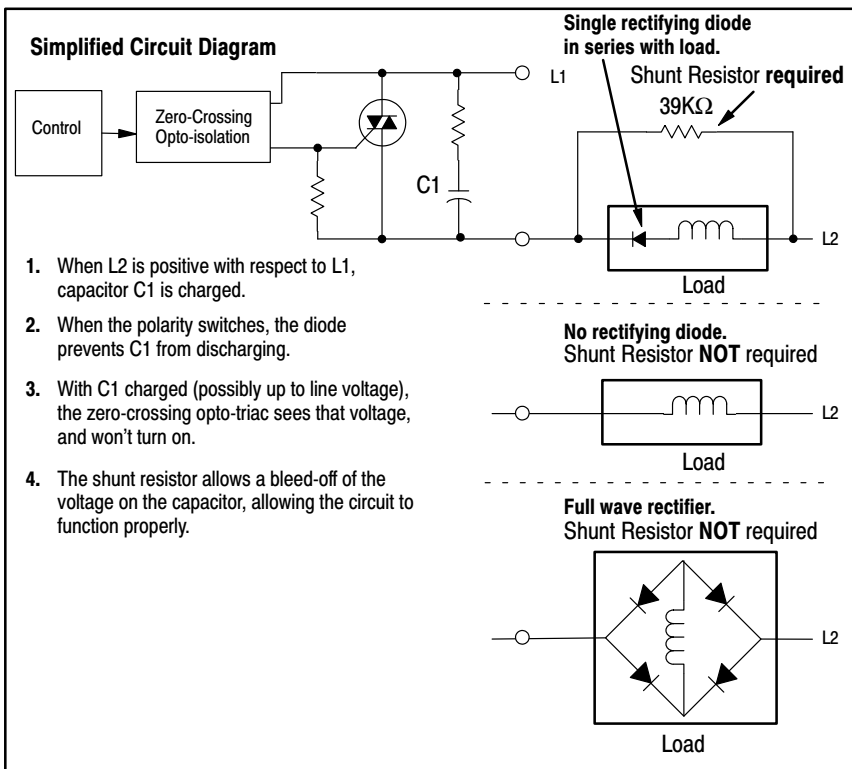 Simplified Circuit Diagram
Control
Zero-Crossing
Opto-isolation
C1
L1
Single rectifying diode
in series with load.
Shunt Resistor required
39KΩ
L2
Load
1. When L2 is positive with respect to L1,
capacitor C1 is charged.
2. When the polarity switches, the diode
prevents C1 from discharging.
3. With C1 charged (possibly up to line voltage),
the zero-crossing opto-triac sees that voltage,
and won't turn on.
4. The shunt resistor allows a bleed-off of the
voltage on the capacitor, allowing the circuit to
function properly.
No rectifying diode.
Shunt Resistor NOT required
L2
Load
Full wave rectifier.
Shunt Resistor NOT required
L2
Load